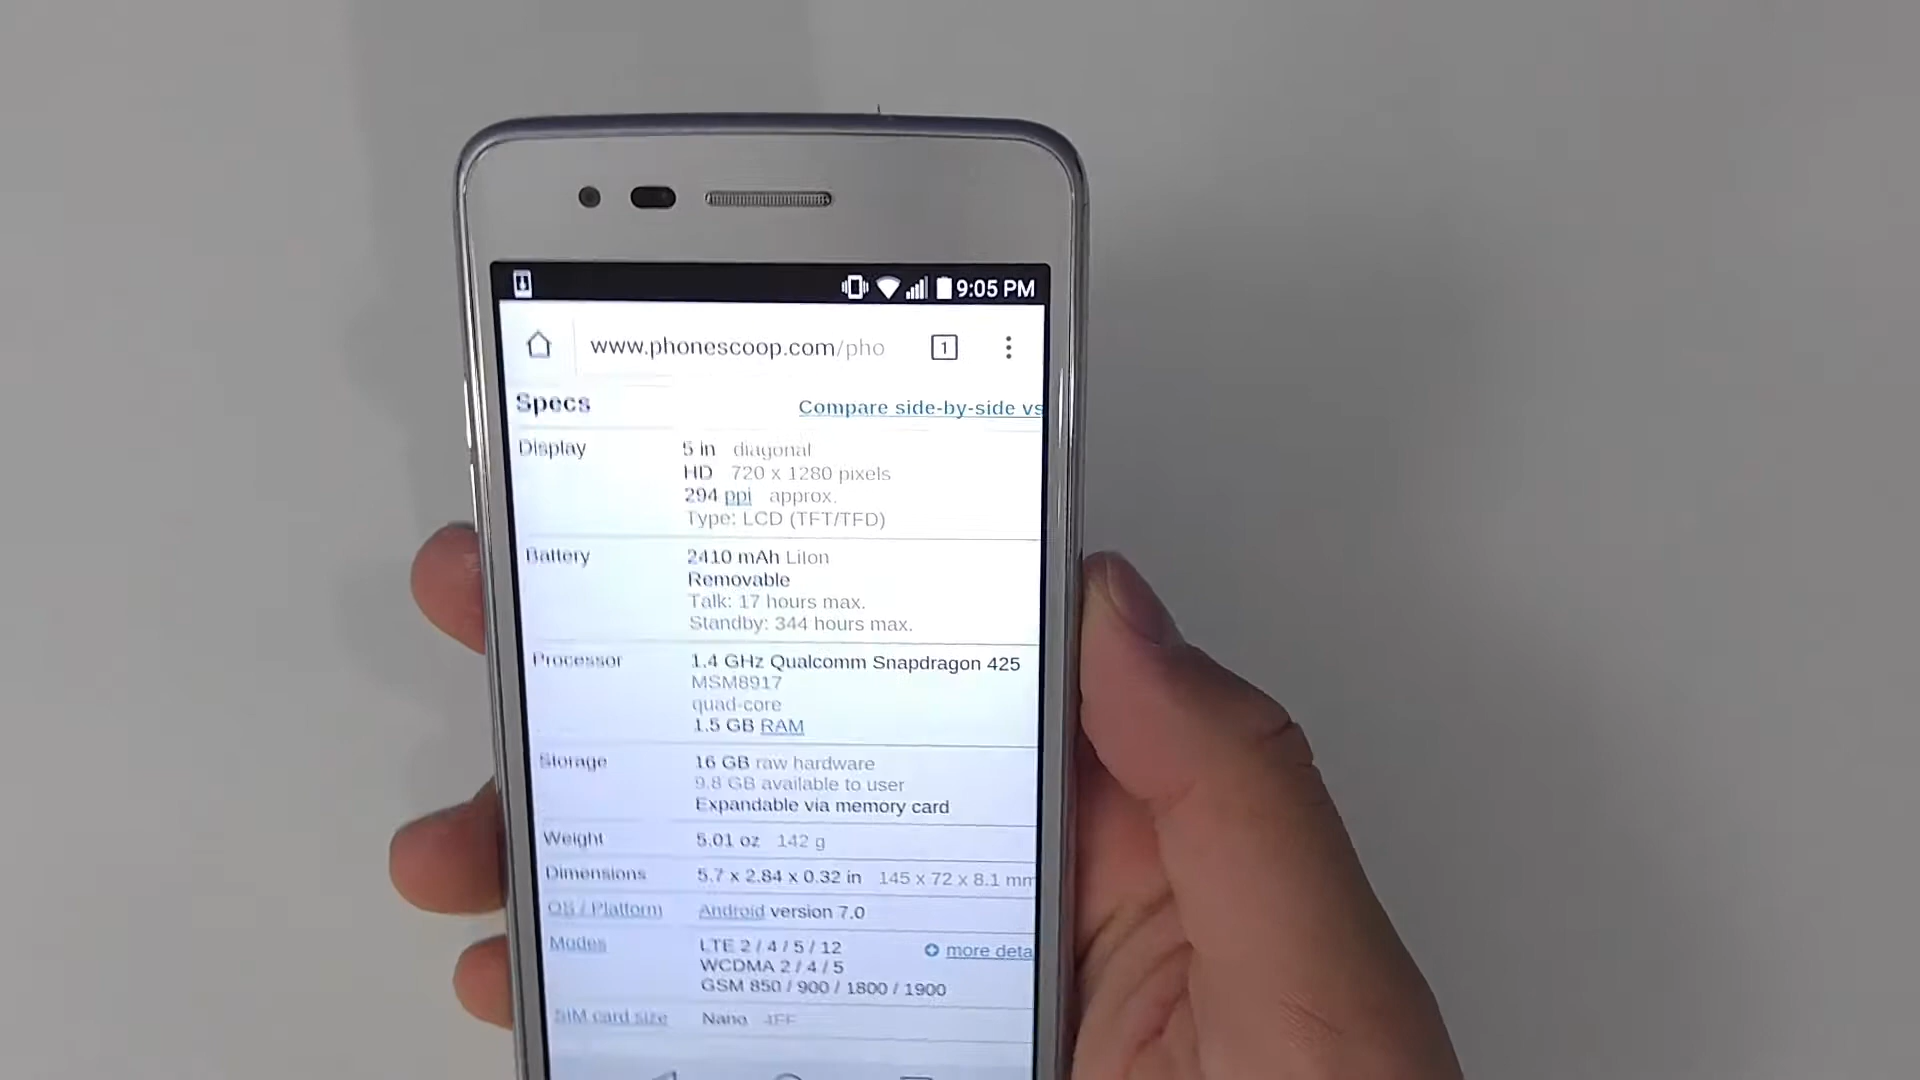 9:05 PM
www.phonescoop.com/pho 1
Specs Compare side-by-side vs
Display 5 in diagonal
HD 720 x 1280 pixels
294 ppi approx.
Type: LCD (TFT/TFD)
Battery 2410 mAh LiIon
Removable
Talk: 17 hours max.
Standby: 344 hours max.
Processor 1.4 GHz Qualcomm Snapdragon 425
MSM8917
quad-core
1.5 GB RAM
Storage 16 GB raw hardware
9.8 GB available to user
Expandable via memory card
Weight 5.01 oz 142 g
Dimensions 5.7 x 2.84 x 0.32 in 145 x 72 x 8.1 mm
OS / Platform Android version 7.0
Modes LTE 2 / 4 / 5 / 12 more deta
WCDMA 2 / 4 / 5
GSM 850 / 900 / 1800 / 1900
SIM card size Nano 4FF